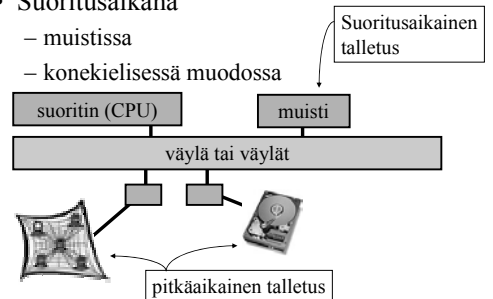 • Suoritusaikana
– muistissa
– konekielisessä muodossa
Suoritusaikainen
talletus
suoritin (CPU)
muisti
väylä tai väylät
pitkäaikainen talletus